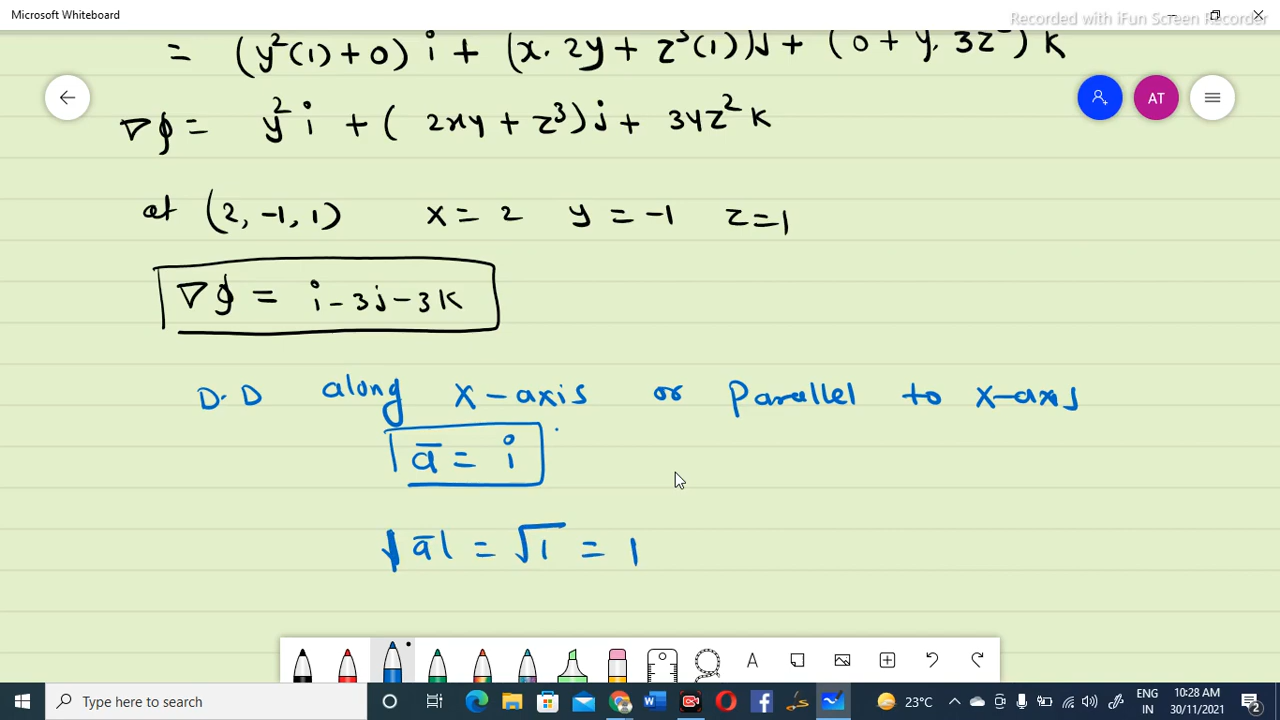 Microsoft Whiteboard
Recorded with iFun Screen Recorder
= (y²(1)+0) i + (x·2y + z³(1))j + (0 + y·3z²) k
∇φ = y² i + (2xy + z³)j + 3yz² k
AT
at (2, -1, 1) x = 2 y = -1 z = 1
∇φ = i - 3j - 3k
D.D along X-axis or Parallel to X-axis
ā = i
|ā| = √1 = 1
A
Type here to search
23°C
ENG
IN
10:28 AM
30/11/2021
2